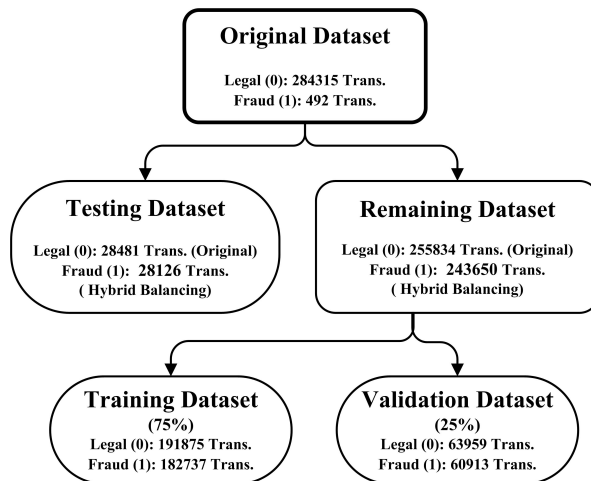 Original Dataset
Legal (0): 284315 Trans.
Fraud (1): 492 Trans.
Testing Dataset
Legal (0): 28481 Trans. (Original)
Fraud (1): 28126 Trans.
( Hybrid Balancing)
Remaining Dataset
Legal (0): 255834 Trans. (Original)
Fraud (1): 243650 Trans.
( Hybrid Balancing)
Training Dataset
(75%)
Legal (0): 191875 Trans.
Fraud (1): 182737 Trans.
Validation Dataset
(25%)
Legal (0): 63959 Trans.
Fraud (1): 60913 Trans.